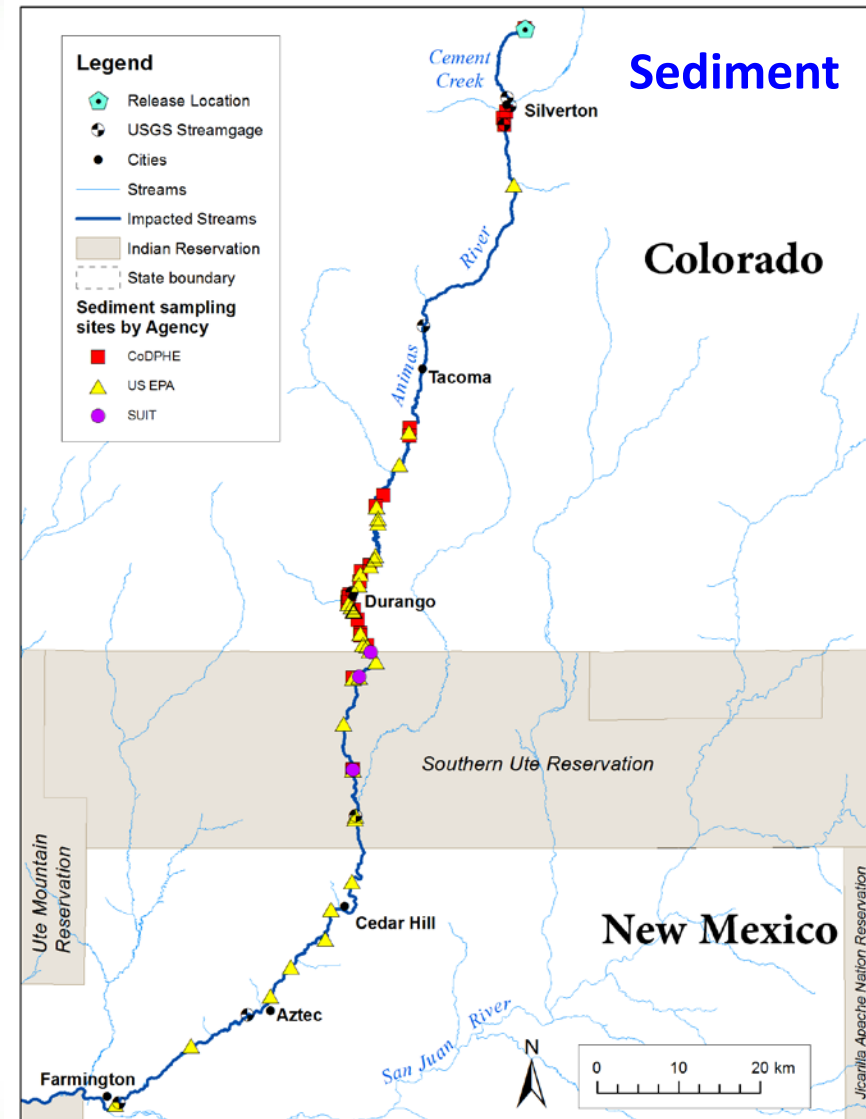 Sediment
Legend
Release Location
USGS Streamgage
Cities
Streams
Impacted Streams
Indian Reservation
State boundary
Sediment sampling
sites by Agency
CoDPHE
US EPA
SUIT
Cement
Creek
Silverton
River
Colorado
Animas
Tacoma
Durango
Southern Ute Reservation
Ute Mountain
Reservation
Cedar Hill
New Mexico
Jicarilla Apache Nation Reservation
Aztec
San Juan River
Farmington
N
0 10 20 km